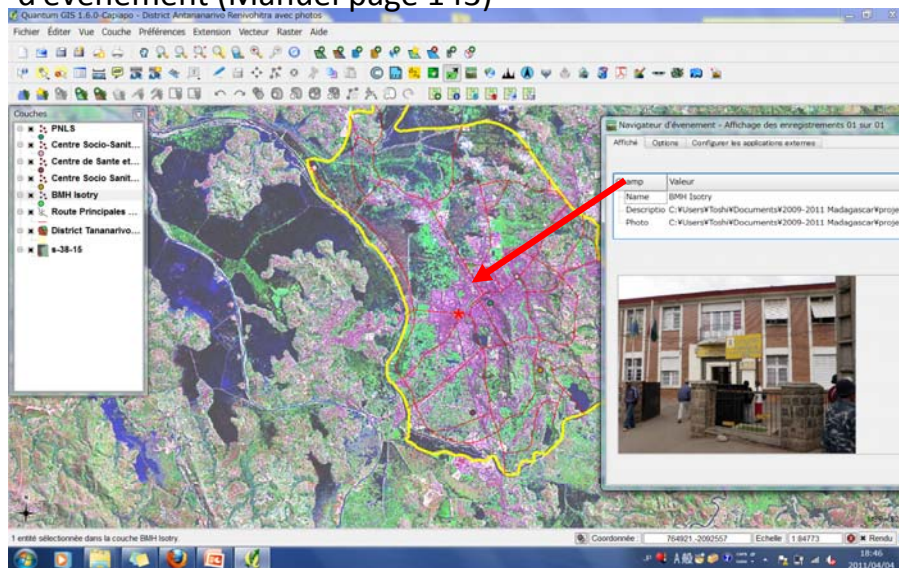 d'événement (Manuel page 145)
Quantum GIS 1.6.0-Capiapo - District Antananarivo Renivohitra avec photos
Fichier Éditer Vue Couche Préférences Extension Vecteur Raster Aide
Couches
PNLS
Centre Socio-Sanit...
Centre de Sante et...
Centre Socio Sanit...
BMH Isotry
Route Principales ...
District Tananarivo...
s-38-15
Navigateur d'évenement - Affichage des enregistrements 01 sur 01
Affiché Options Configurer les applications externes
Valeur
Name BMH Isotry
Descriptio C:¥Users¥Toshi¥Documents¥2009-2011 Madagascar¥proje
Photo C:¥Users¥Toshi¥Documents¥2009-2011 Madagascar¥proje
1 entité sélectionnée dans la couche BMH Isotry.
Coordonnée : 764921,-2092557 Echelle 1:84773 Rendu
JP A 般
18:46
2011/04/04